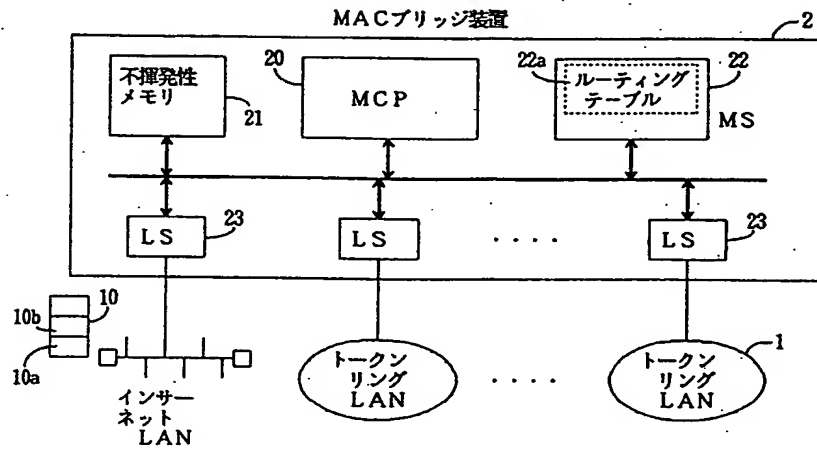 MACブリッジ装置
2
不揮発性
メモリ
21
20
MCP
22a
ルーティング
テーブル
22
MS
LS
23
LS
. . . .
LS
23
10
10b
10a
インサー
ネット
LAN
トークン
リング
LAN
. . . .
トークン
リング
LAN
1